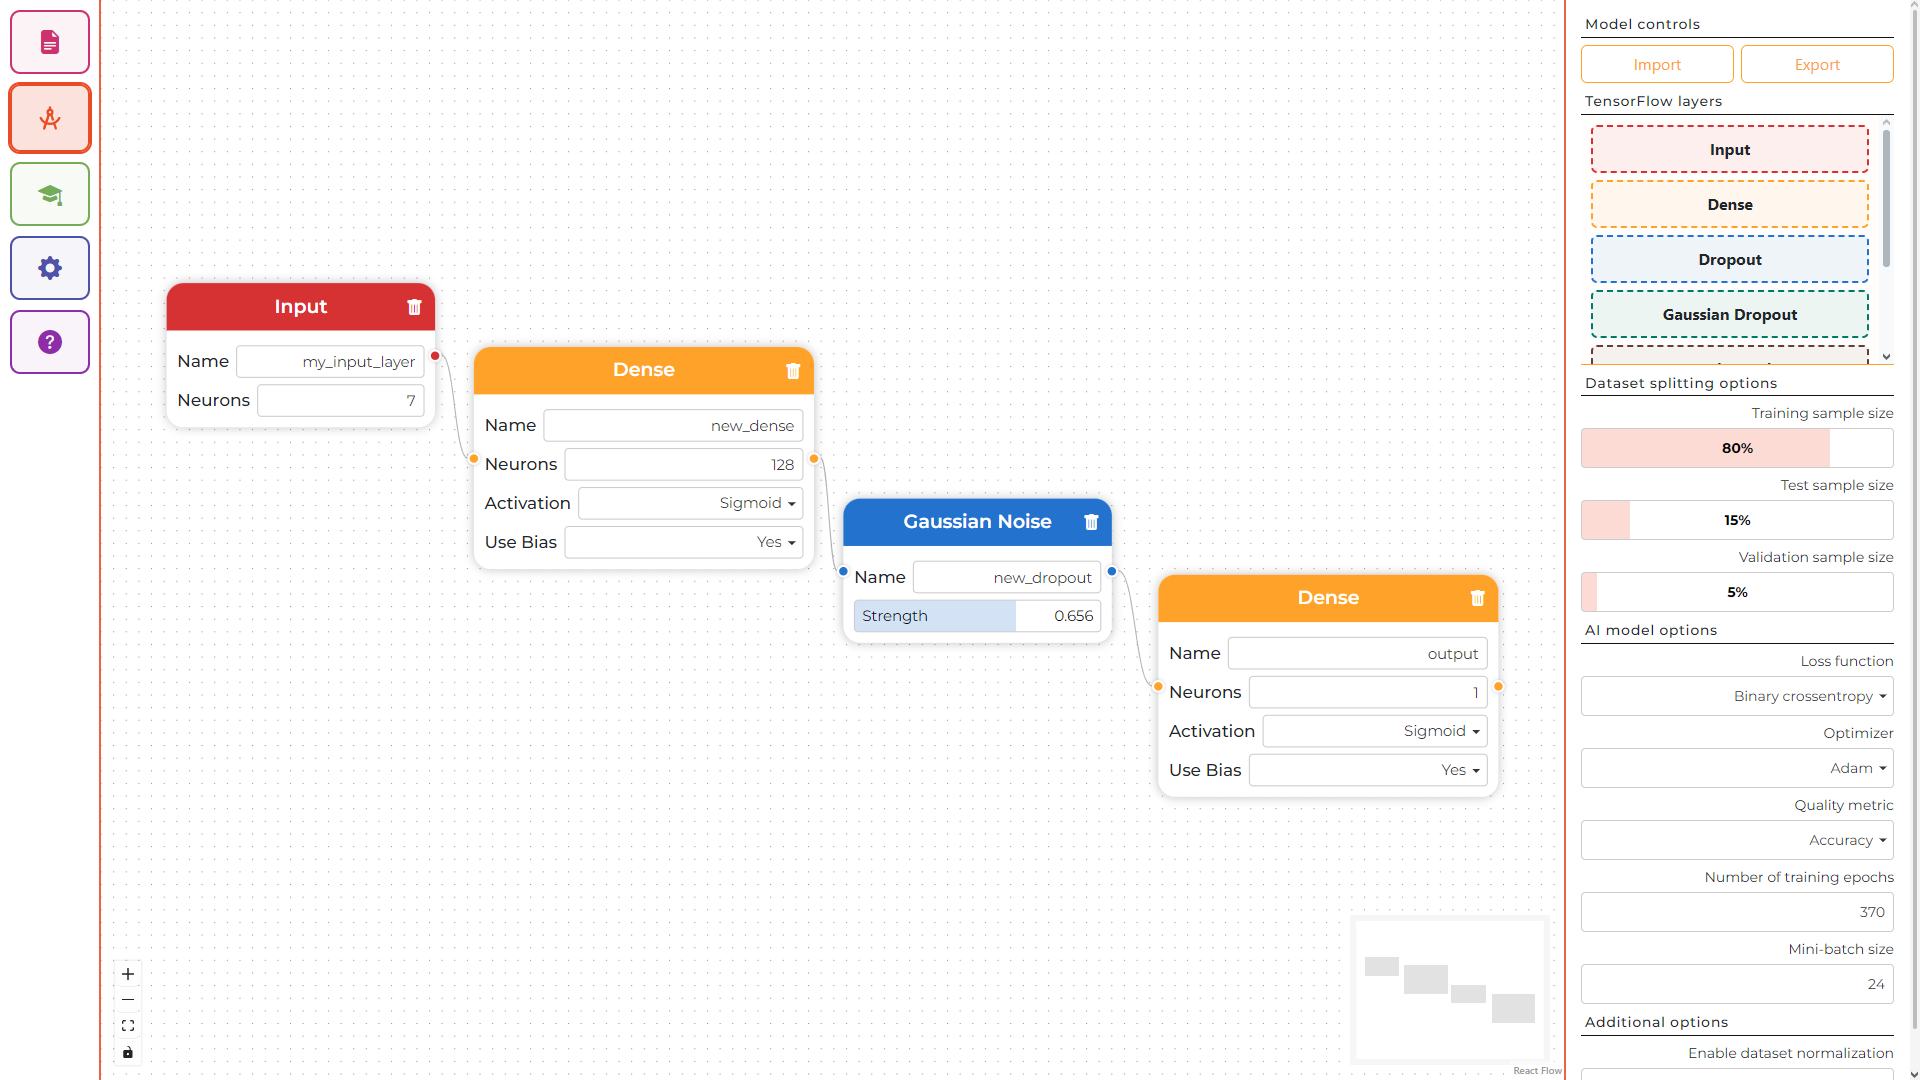 Input
Name my_input_layer
Neurons 7
Dense
Name new_dense
Neurons 128
Activation Sigmoid
Use Bias Yes
Gaussian Noise
Name new_dropout
Strength 0.656
Dense
Name output
Neurons 1
Activation Sigmoid
Use Bias Yes
React Flow
Model controls
Import Export
TensorFlow layers
Input
Dense
Dropout
Gaussian Dropout
Dataset splitting options
Training sample size
80%
Test sample size
15%
Validation sample size
5%
AI model options
Loss function
Binary crossentropy
Optimizer
Adam
Quality metric
Accuracy
Number of training epochs
370
Mini-batch size
24
Additional options
Enable dataset normalization